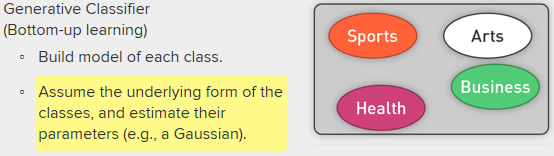 Generative Classifier
(Bottom-up learning)
◦ Build model of each class.
◦ Assume the underlying form of the
classes, and estimate their
parameters (e.g., a Gaussian).
Sports
Arts
Business
Health